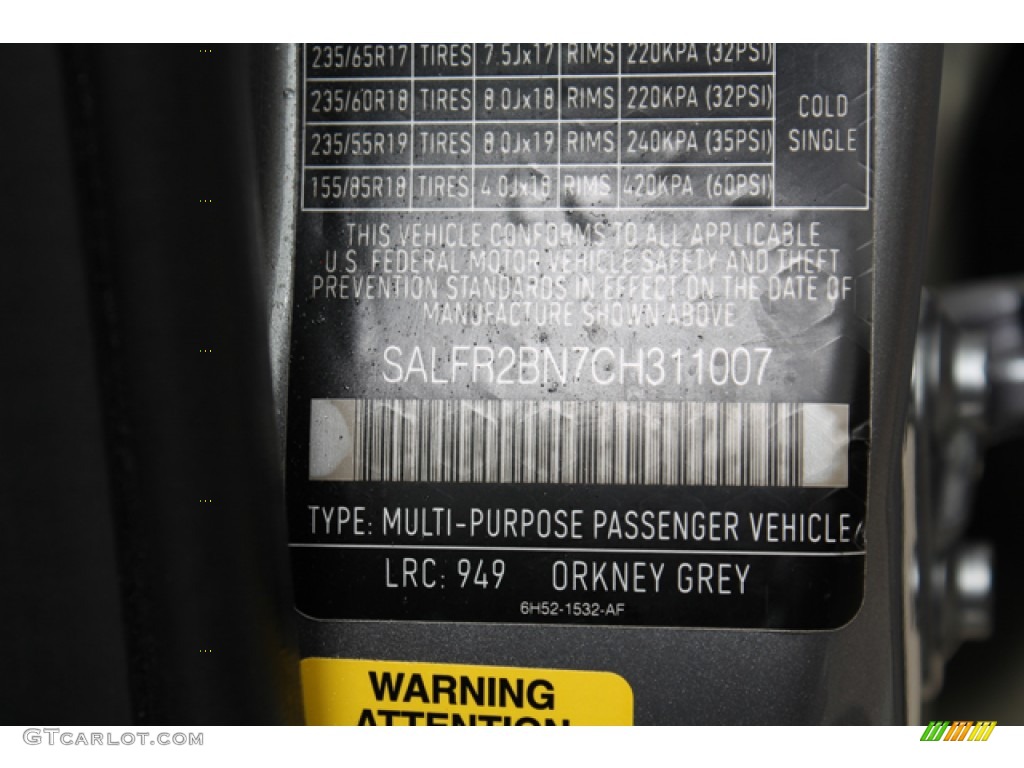 235/65R17 TIRES 7.5Jx17 RIMS 220KPA (32PSI)
235/60R18 TIRES 8.0Jx18 RIMS 220KPA (32PSI)
235/55R19 TIRES 8.0Jx19 RIMS 240KPA (35PSI)
155/85R18 TIRES 4.0Jx18 RIMS 420KPA (60PSI)
COLD
SINGLE
THIS VEHICLE CONFORMS TO ALL APPLICABLE
U.S. FEDERAL MOTOR VEHICLE SAFETY AND THEFT
PREVENTION STANDARDS IN EFFECT ON THE DATE OF
MANUFACTURE SHOWN ABOVE
SALFR2BN7CH311007
TYPE: MULTI-PURPOSE PASSENGER VEHICLE
LRC: 949 ORKNEY GREY
6H52-1532-AF
WARNING
ATTENTION
GTcarlot.com